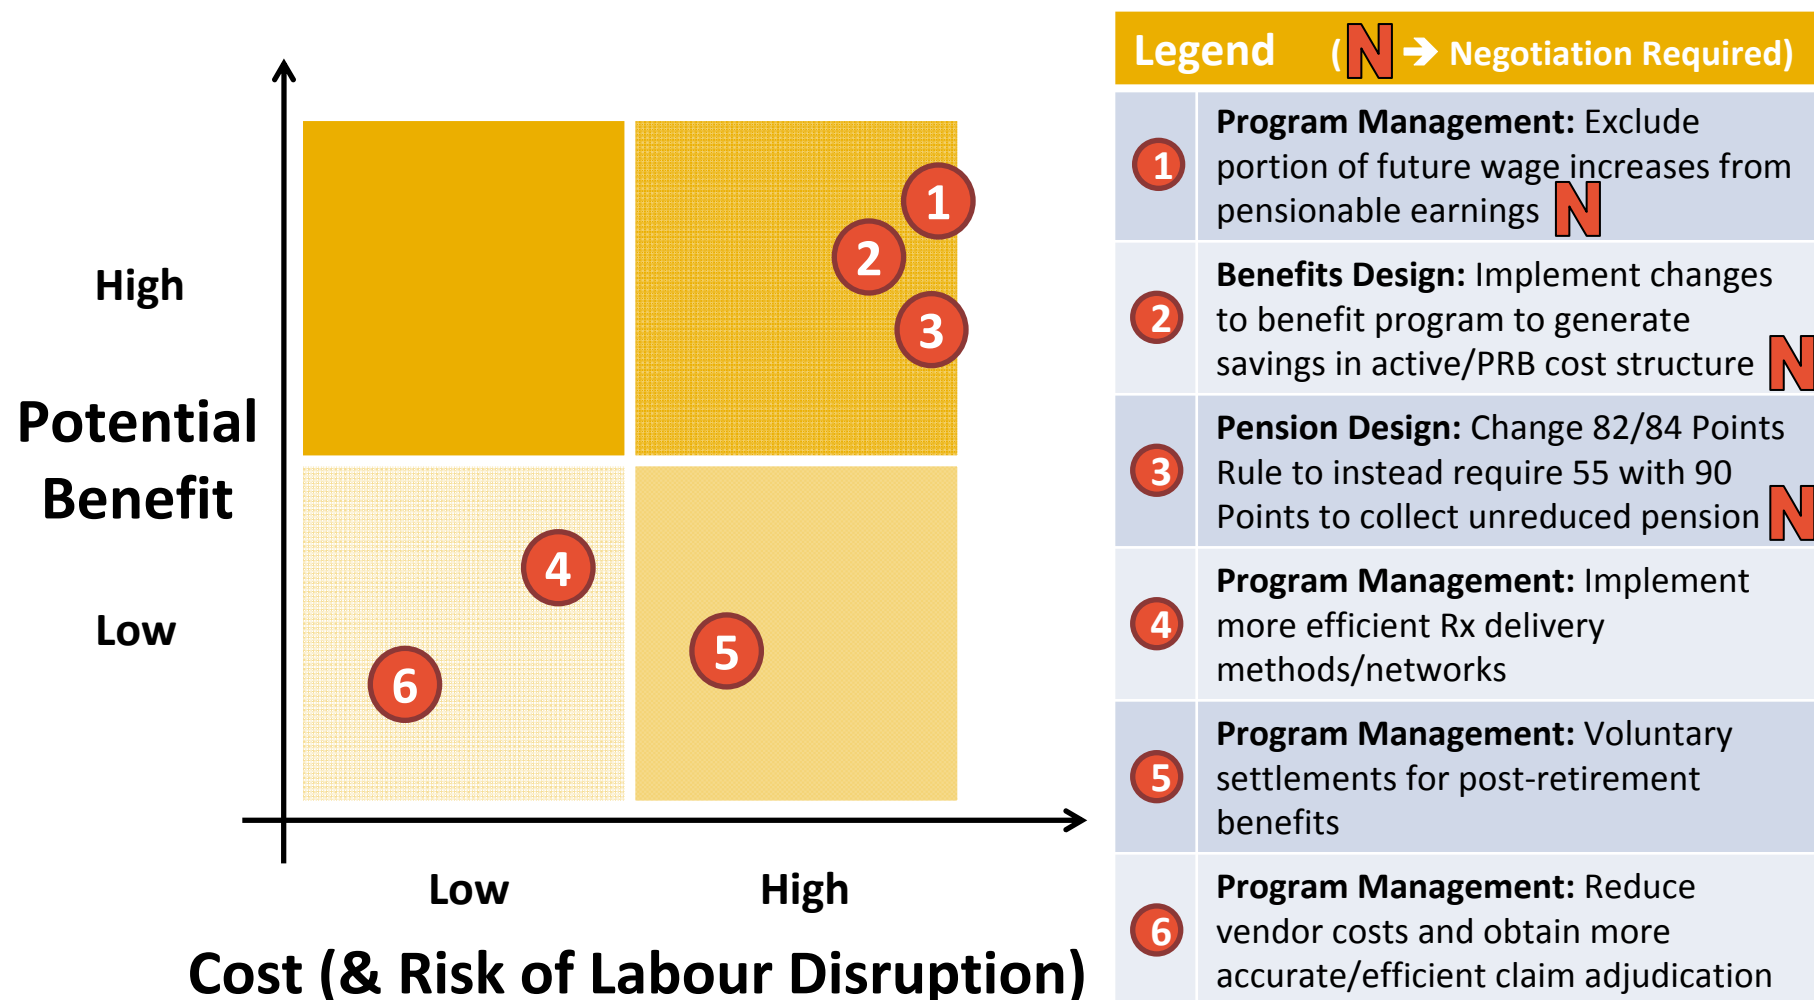 High
Potential
Benefit
Low
1
2
3
4
5
6
Low High
Cost (& Risk of Labour Disruption)
Legend (N → Negotiation Required)
1
Program Management: Exclude
portion of future wage increases from
pensionable earnings N
2
Benefits Design: Implement changes
to benefit program to generate
savings in active/PRB cost structure N
3
Pension Design: Change 82/84 Points
Rule to instead require 55 with 90
Points to collect unreduced pension N
4
Program Management: Implement
more efficient Rx delivery
methods/networks
5
Program Management: Voluntary
settlements for post-retirement
benefits
6
Program Management: Reduce
vendor costs and obtain more
accurate/efficient claim adjudication